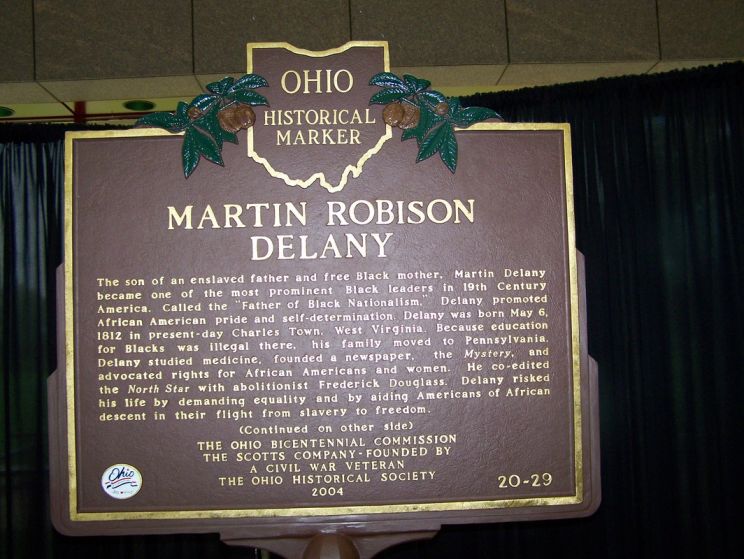 OHIO
HISTORICAL
MARKER
MARTIN ROBISON
DELANY
The son of an enslaved father and free Black mother, Martin Delany
became one of the most prominent Black leaders in 19th Century
America. Called the "Father of Black Nationalism," Delany promoted
African American pride and self-determination. Delany was born May 6,
1812 in present-day Charles Town, West Virginia. Because education
for Blacks was illegal there, his family moved to Pennsylvania.
Delany studied medicine, founded a newspaper, the Mystery, and
advocated rights for African Americans and women. He co-edited
the North Star with abolitionist Frederick Douglass. Delany risked
his life by demanding equality and by aiding Americans of African
descent in their flight from slavery to freedom.
(Continued on other side)
THE OHIO BICENTENNIAL COMMISSION
THE SCOTTS COMPANY-FOUNDED BY
A CIVIL WAR VETERAN
THE OHIO HISTORICAL SOCIETY
2004
20-29
Ohio